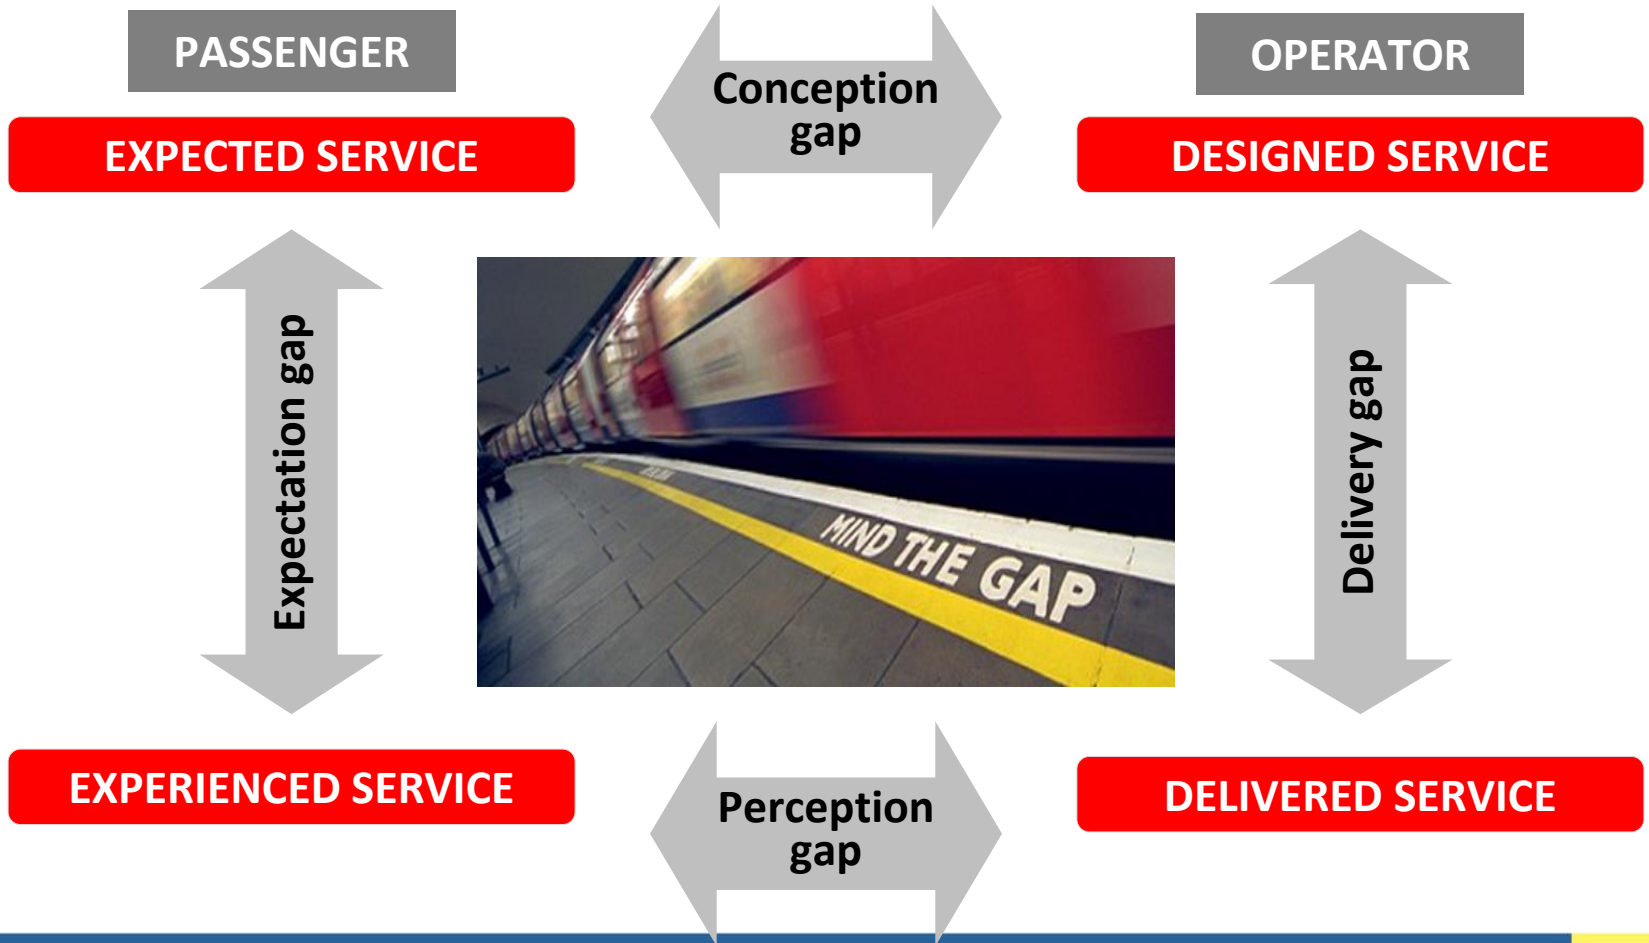 PASSENGER
Conception
gap
OPERATOR
EXPECTED SERVICE
DESIGNED SERVICE
Expectation gap
MIND THE GAP
Delivery gap
EXPERIENCED SERVICE
Perception
gap
DELIVERED SERVICE